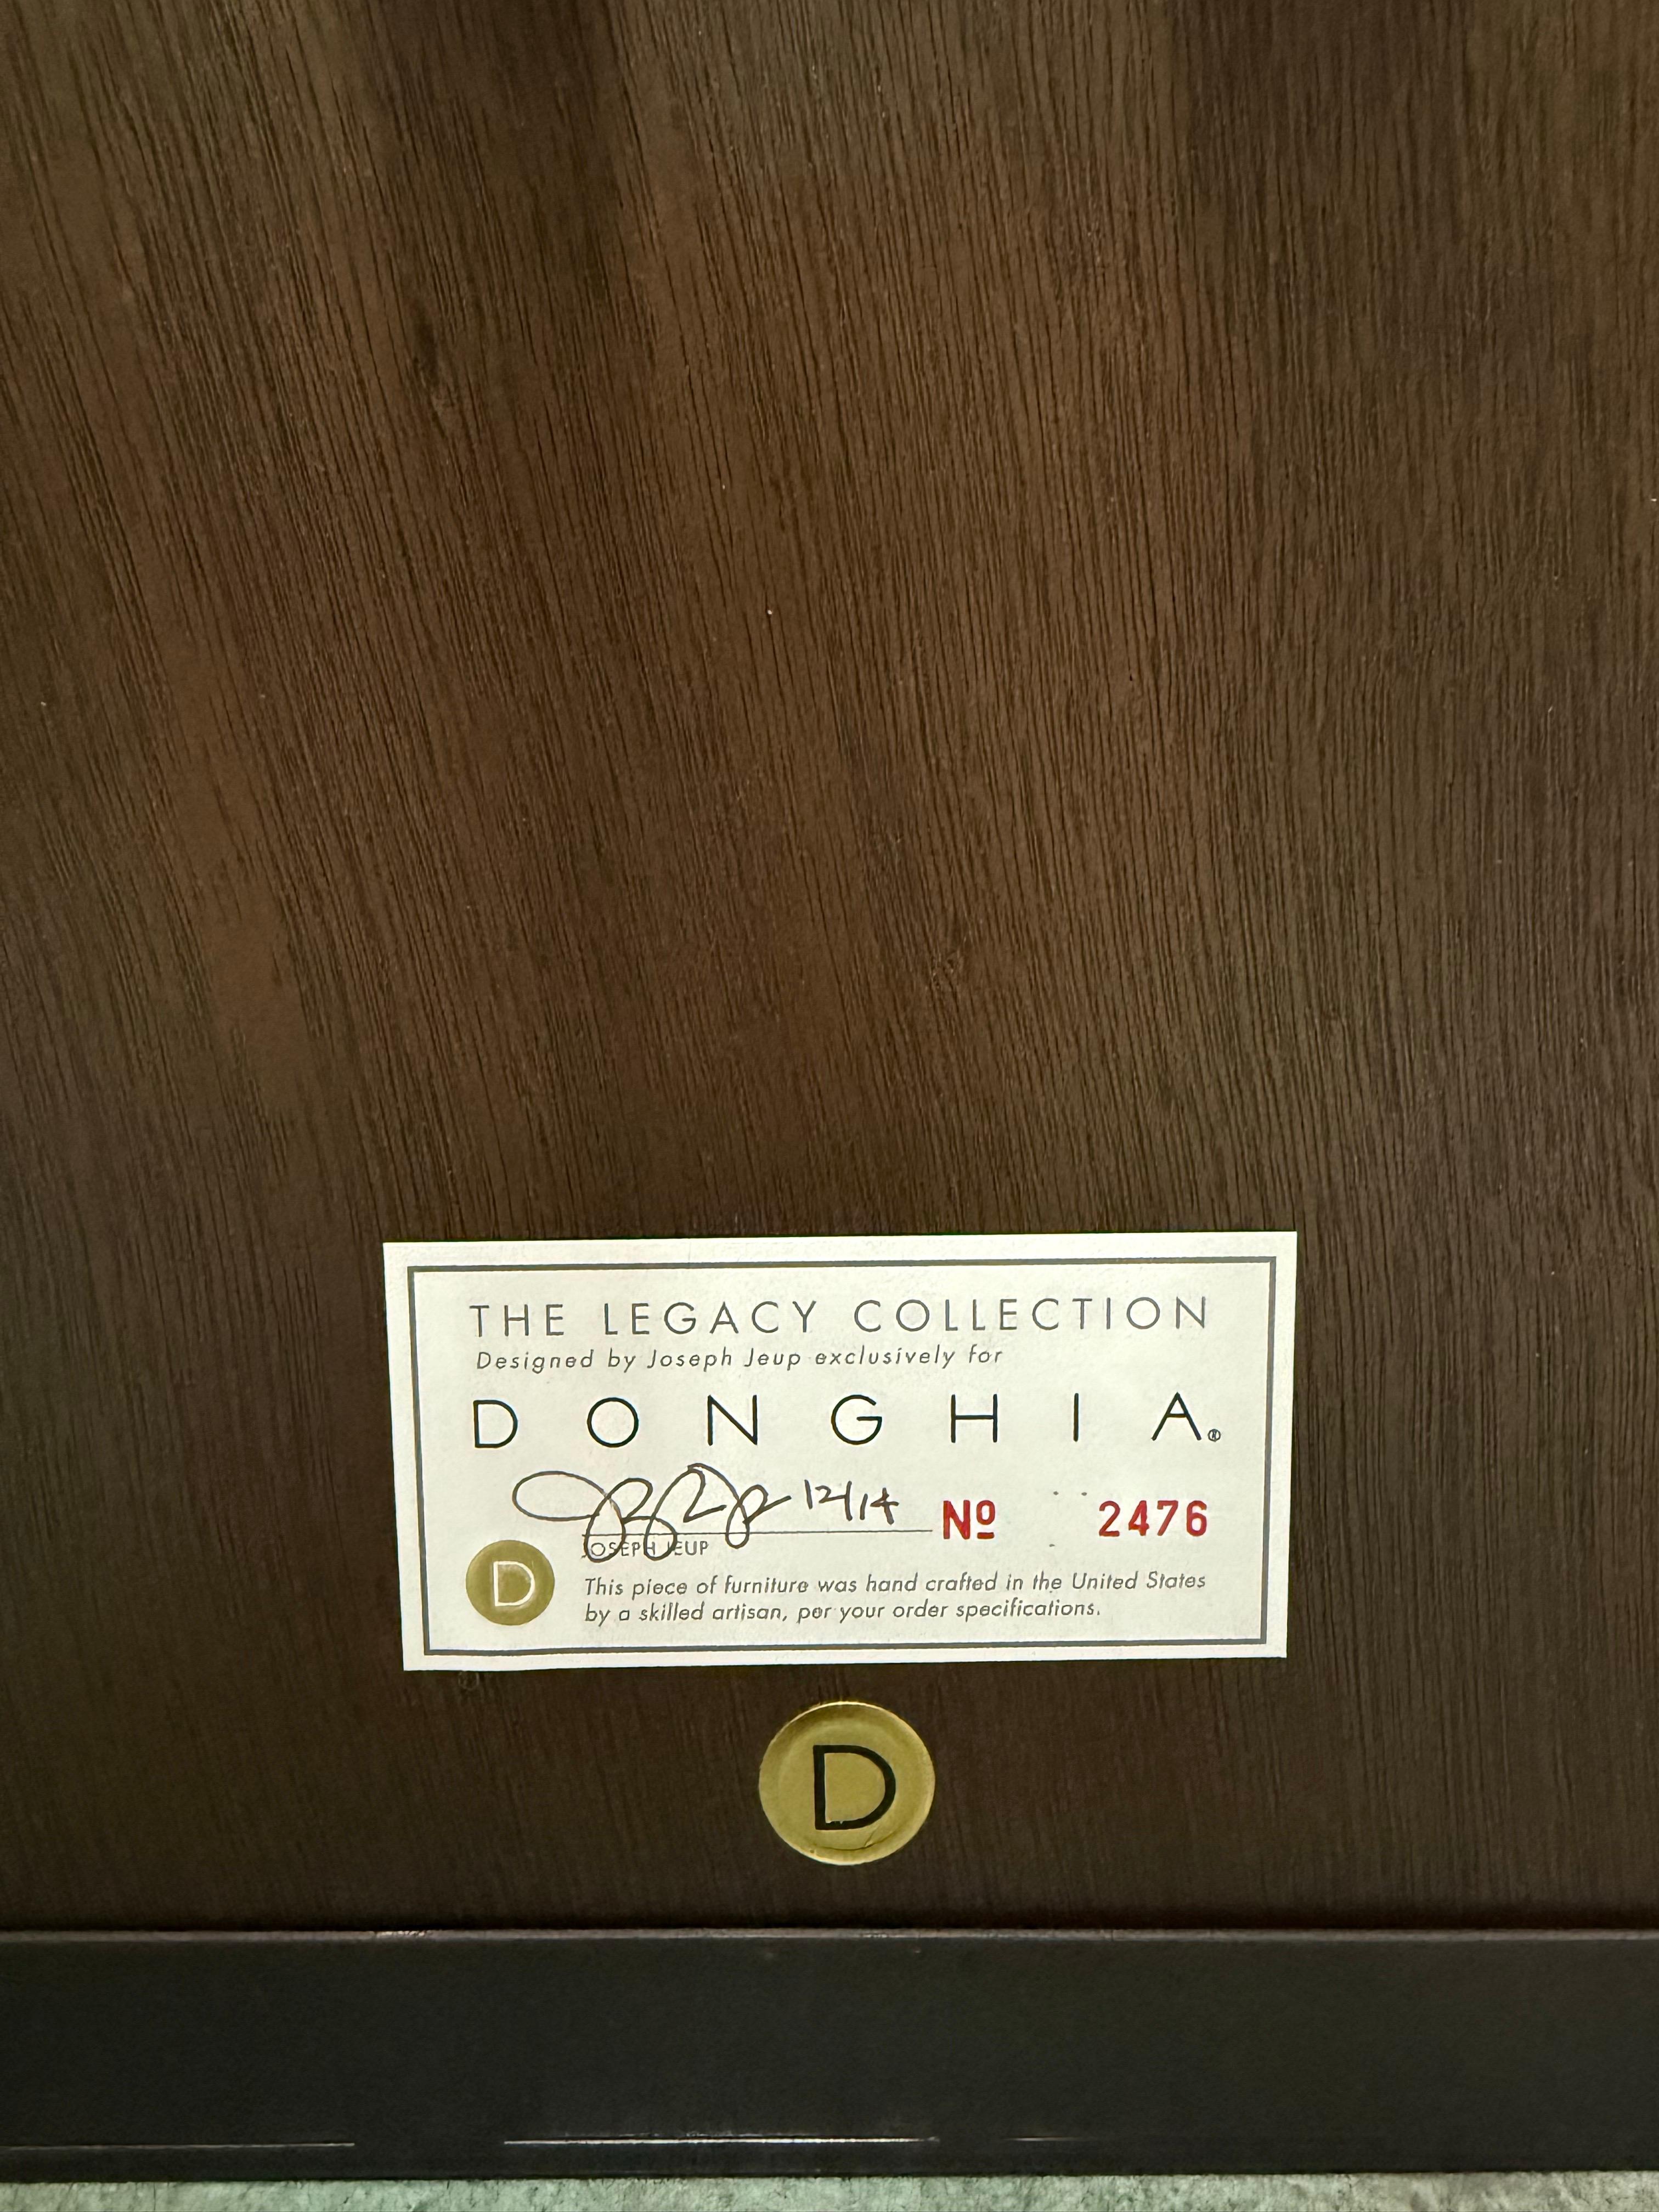 THE LEGACY COLLECTION
Designed by Joseph Jeup exclusively for
DONGHIA®
12/14 Nº 2476
JOSEPH JEUP
D
This piece of furniture was hand crafted in the United States
by a skilled artisan, per your order specifications.
D